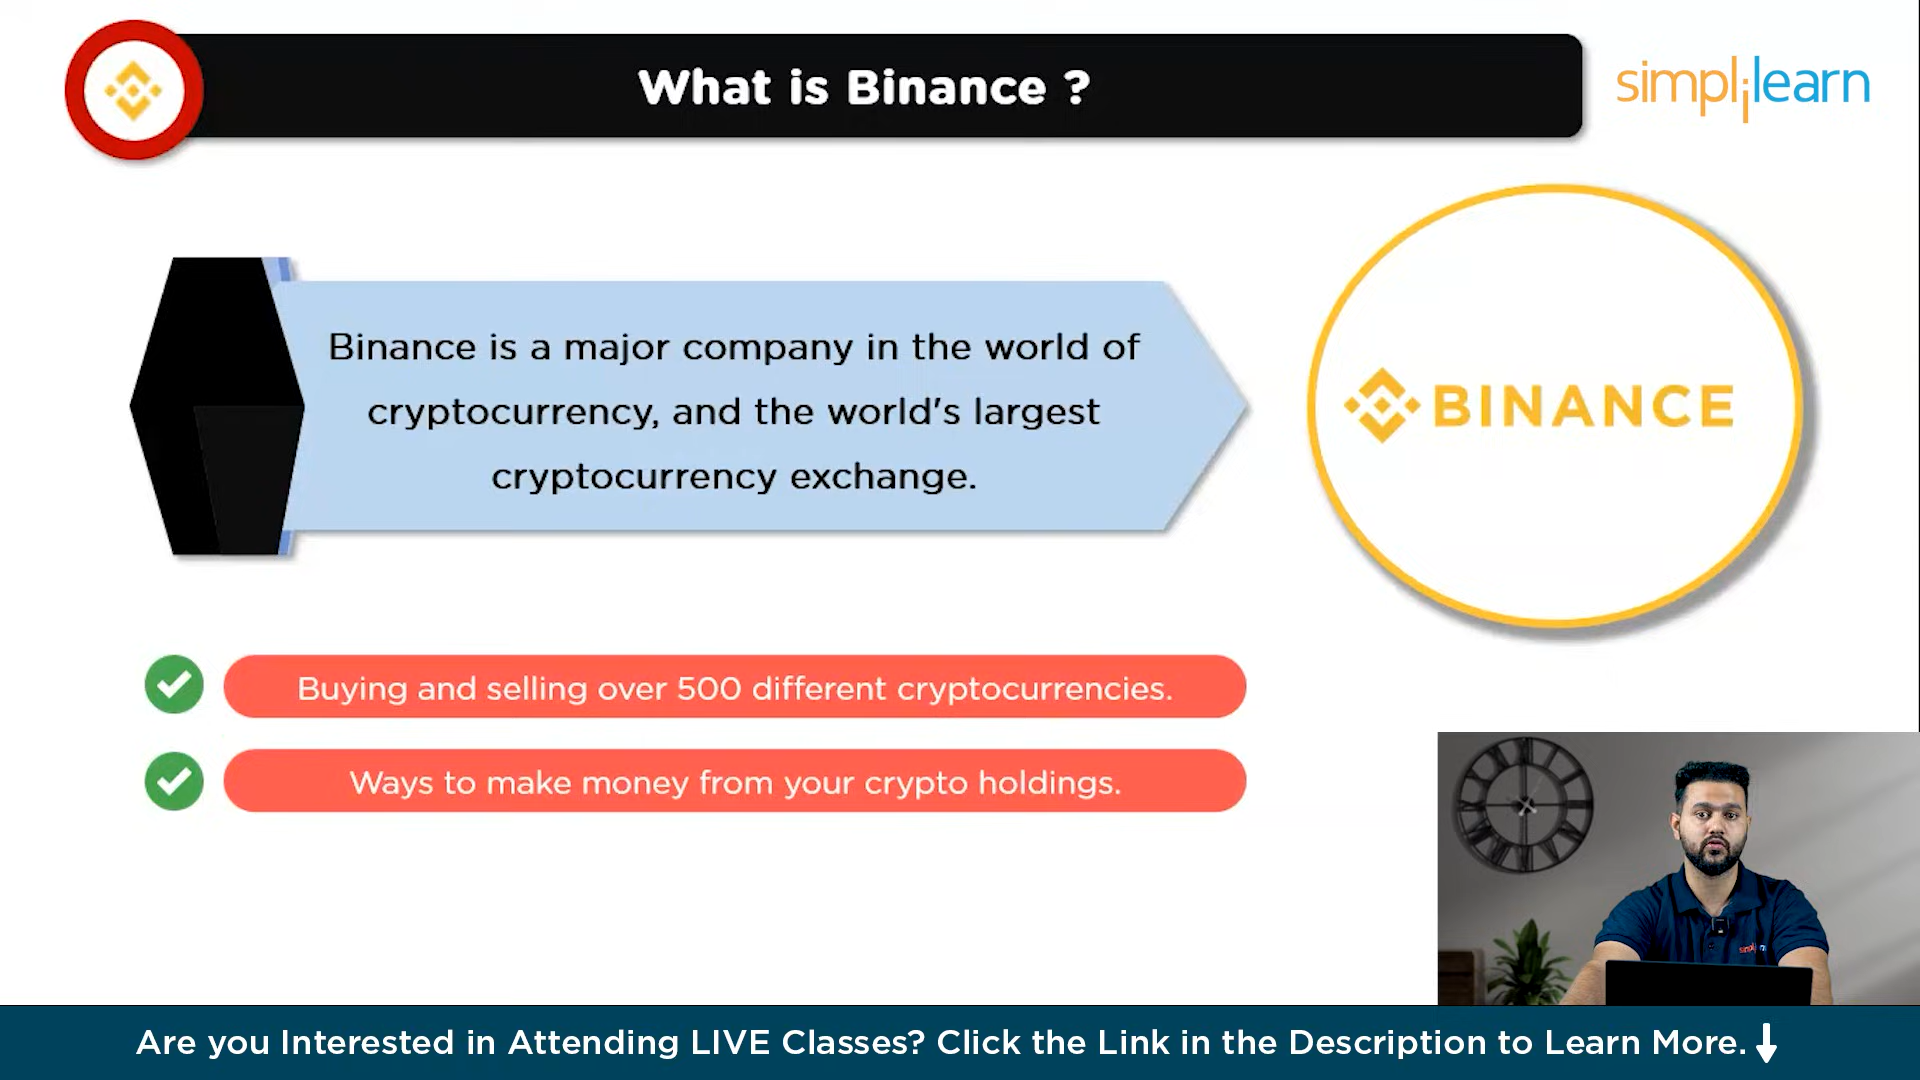 What is Binance ?
simplilearn
Binance is a major company in the world of
cryptocurrency, and the world's largest
cryptocurrency exchange.
BINANCE
Buying and selling over 500 different cryptocurrencies.
Ways to make money from your crypto holdings.
Are you Interested in Attending LIVE Classes? Click the Link in the Description to Learn More.